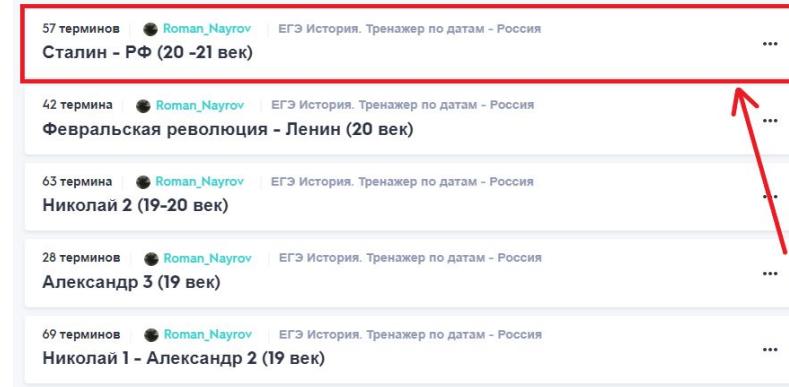 57 терминов Roman_Nayrov ЕГЭ История. Тренажер по датам - Россия
Сталин - РФ (20 -21 век)
42 термина Roman_Nayrov ЕГЭ История. Тренажер по датам - Россия
Февральская революция - Ленин (20 век)
63 термина Roman_Nayrov ЕГЭ История. Тренажер по датам - Россия
Николай 2 (19-20 век)
28 терминов Roman_Nayrov ЕГЭ История. Тренажер по датам - Россия
Александр 3 (19 век)
69 терминов Roman_Nayrov ЕГЭ История. Тренажер по датам - Россия
Николай 1 - Александр 2 (19 век)